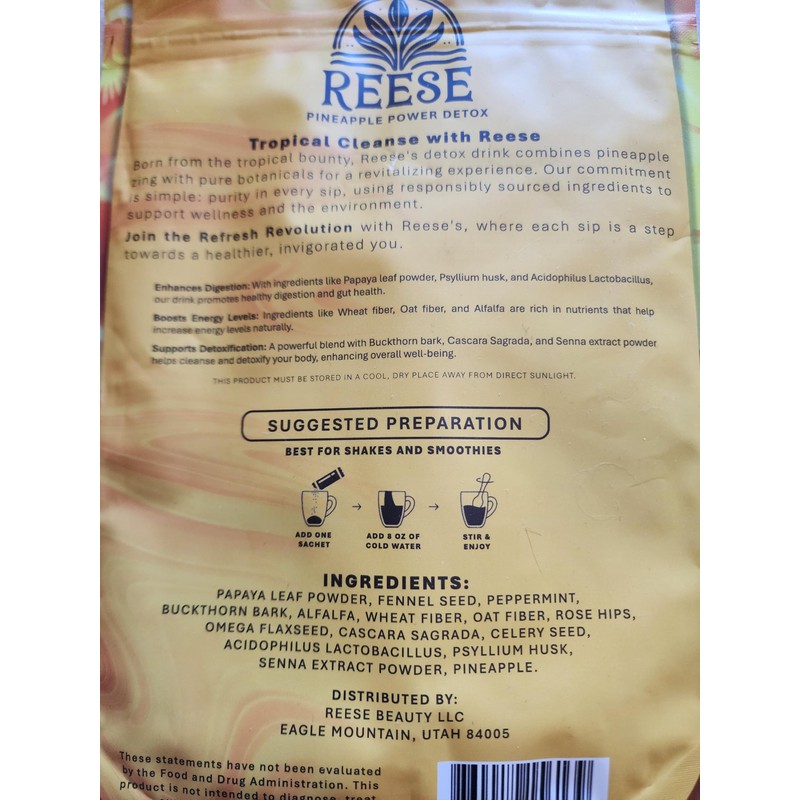 REESE
PINEAPPLE POWER DETOX
Tropical Cleanse with Reese
Born from the tropical bounty, Reese's detox drink combines pineapple
zing with pure botanicals for a revitalizing experience. Our commitment
is simple: purity in every sip, using responsibly sourced ingredients to
support wellness and the environment.
Join the Refresh Revolution with Reese's, where each sip is a step
towards a healthier, invigorated you.
Enhances Digestion: With ingredients like Papaya leaf powder, Psyllium husk, and Acidophilus Lactobacillus,
our drink promotes healthy digestion and gut health.
Boosts Energy Levels: Ingredients like Wheat fiber, Oat fiber, and Alfalfa are rich in nutrients that help
increase energy levels naturally.
Supports Detoxification: A powerful blend with Buckthorn bark, Cascara Sagrada, and Senna extract powder
helps cleanse and detoxify your body, enhancing overall well-being.
THIS PRODUCT MUST BE STORED IN A COOL, DRY PLACE AWAY FROM DIRECT SUNLIGHT.
SUGGESTED PREPARATION
BEST FOR SHAKES AND SMOOTHIES
ADD ONE
SACHET
ADD 8 OZ OF
COLD WATER
STIR &
ENJOY
INGREDIENTS:
PAPAYA LEAF POWDER, FENNEL SEED, PEPPERMINT,
BUCKTHORN BARK, ALFALFA, WHEAT FIBER, OAT FIBER, ROSE HIPS,
OMEGA FLAXSEED, CASCARA SAGRADA, CELERY SEED,
ACIDOPHILUS LACTOBACILLUS, PSYLLIUM HUSK,
SENNA EXTRACT POWDER, PINEAPPLE.
DISTRIBUTED BY:
REESE BEAUTY LLC
EAGLE MOUNTAIN, UTAH 84005
These statements have not been evaluated
by the Food and Drug Administration. This
product is not intended to diagnose, treat